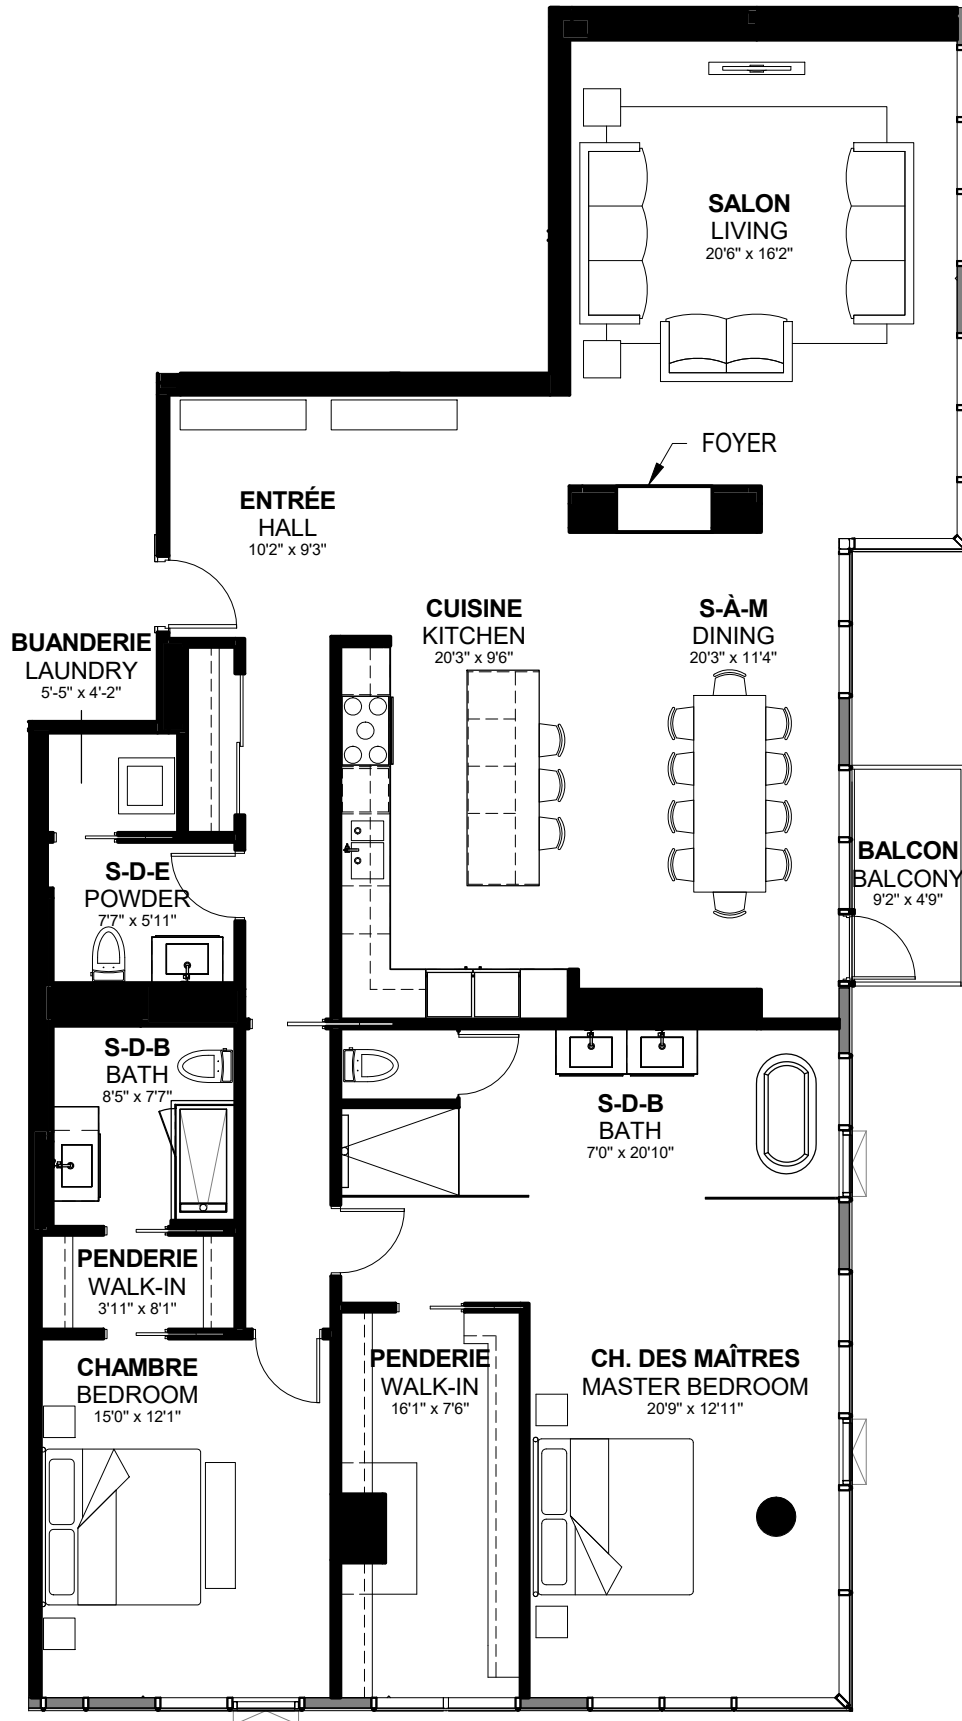 SALON
LIVING
20'6" x 16'2"
FOYER
ENTRÉE
HALL
10'2" x 9'3"
BUANDERIE
LAUNDRY
5'-5" x 4'-2"
CUISINE
KITCHEN
20'3" x 9'6"
S-À-M
DINING
20'3" x 11'4"
S-D-E
POWDER
7'7" x 5'11"
BALCON
BALCONY
9'2" x 4'9"
S-D-B
BATH
8'5" x 7'7"
S-D-B
BATH
7'0" x 20'10"
PENDERIE
WALK-IN
3'11" x 8'1"
CHAMBRE
BEDROOM
15'0" x 12'1"
PENDERIE
WALK-IN
16'1" x 7'6"
CH. DES MAÎTRES
MASTER BEDROOM
20'9" x 12'11"